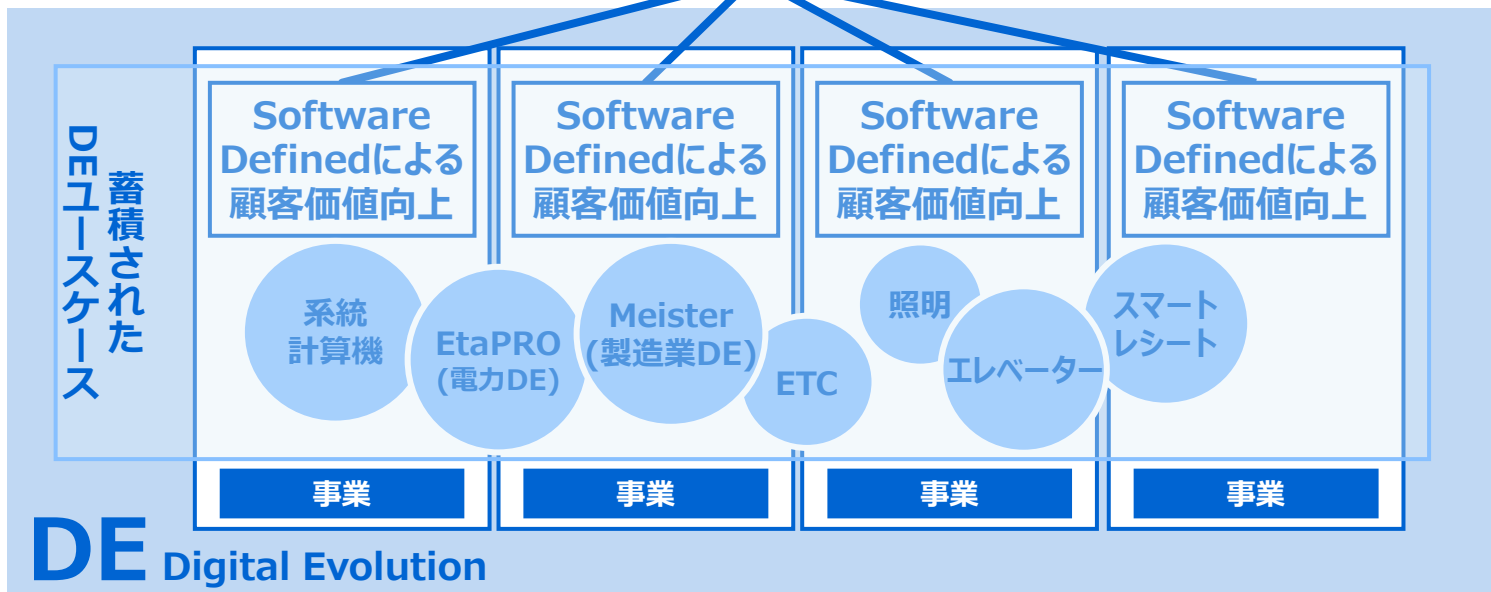 蓄積された
DEユースケース
Software
Definedによる
顧客価値向上
Software
Definedによる
顧客価値向上
Software
Definedによる
顧客価値向上
Software
Definedによる
顧客価値向上
系統
計算機
EtaPRO
(電力DE)
Meister
(製造業DE)
ETC
照明
エレベーター
スマート
レシート
事業
事業
事業
事業
DE Digital Evolution